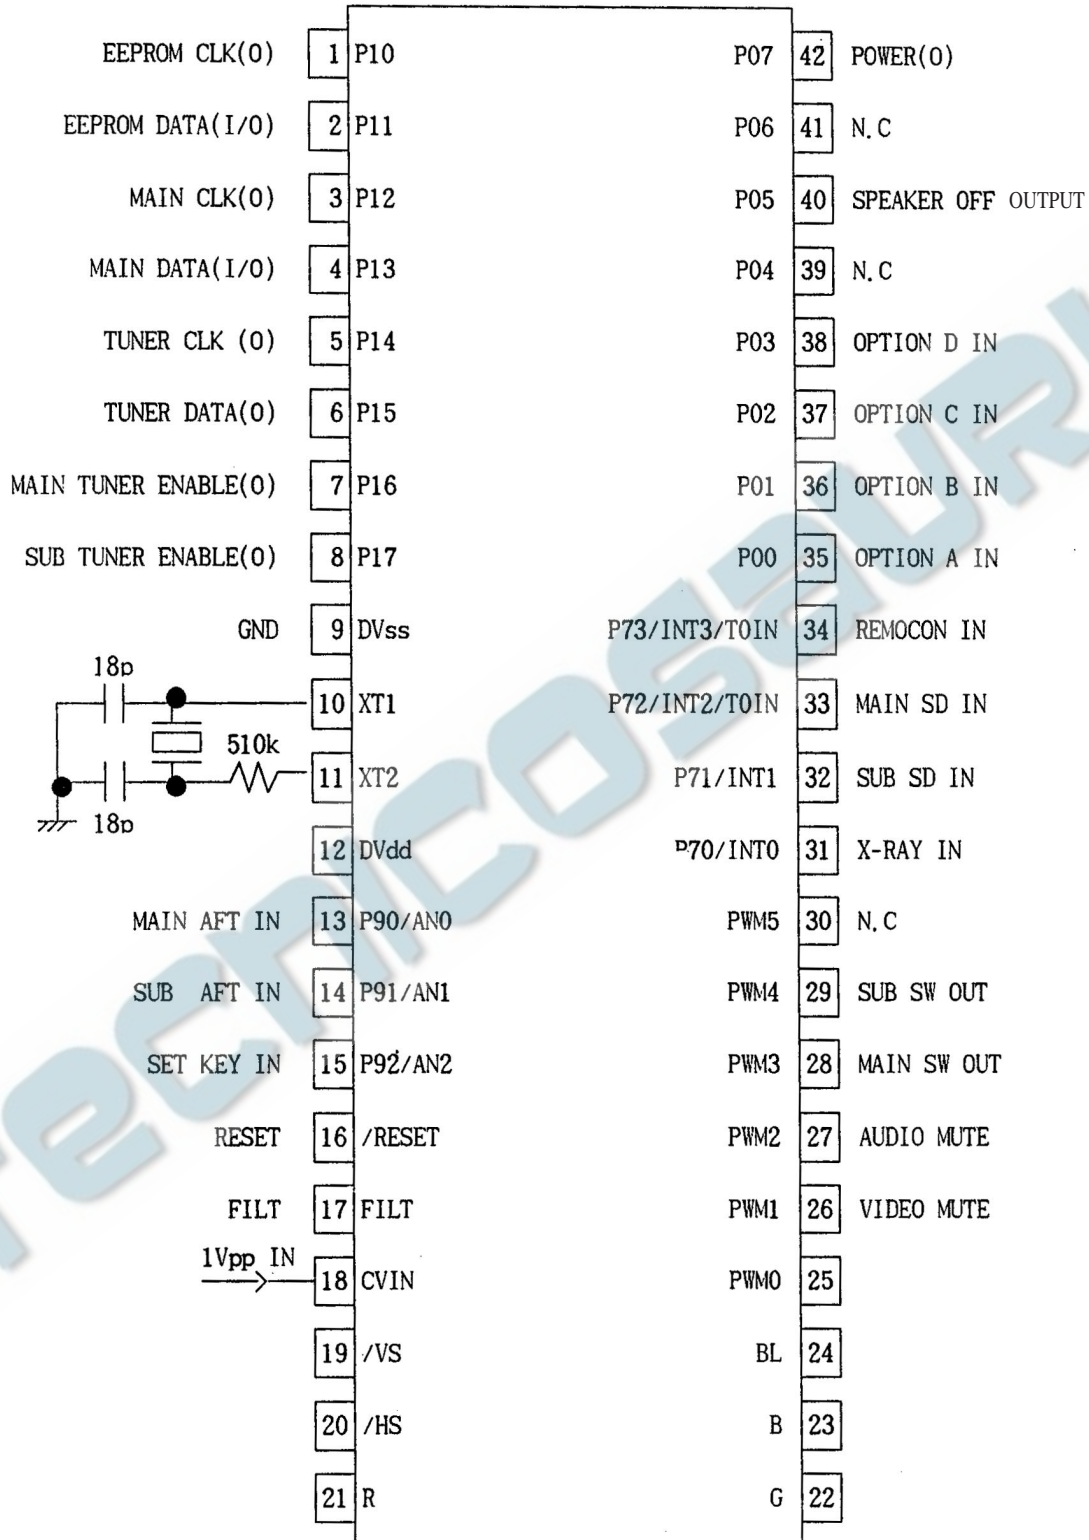 EEPROM CLK(O) 1 P10 P07 42 POWER(O)
EEPROM DATA(I/O) 2 P11 P06 41 N.C
MAIN CLK(O) 3 P12 P05 40 SPEAKER OFF OUTPUT
MAIN DATA(I/O) 4 P13 P04 39 N.C
TUNER CLK (O) 5 P14 P03 38 OPTION D IN
TUNER DATA(O) 6 P15 P02 37 OPTION C IN
MAIN TUNER ENABLE(O) 7 P16 P01 36 OPTION B IN
SUB TUNER ENABLE(O) 8 P17 P00 35 OPTION A IN
GND 9 DVss P73/INT3/TOIN 34 REMOCON IN
18p
10 XT1 P72/INT2/TOIN 33 MAIN SD IN
510k
11 XT2 P71/INT1 32 SUB SD IN
18p
12 DVdd P70/INT0 31 X-RAY IN
MAIN AFT IN 13 P90/AN0 PWM5 30 N.C
SUB AFT IN 14 P91/AN1 PWM4 29 SUB SW OUT
SET KEY IN 15 P92/AN2 PWM3 28 MAIN SW OUT
RESET 16 /RESET PWM2 27 AUDIO MUTE
FILT 17 FILT PWM1 26 VIDEO MUTE
1Vpp IN
18 CVIN PWM0 25
19 /VS BL 24
20 /HS B 23
21 R G 22